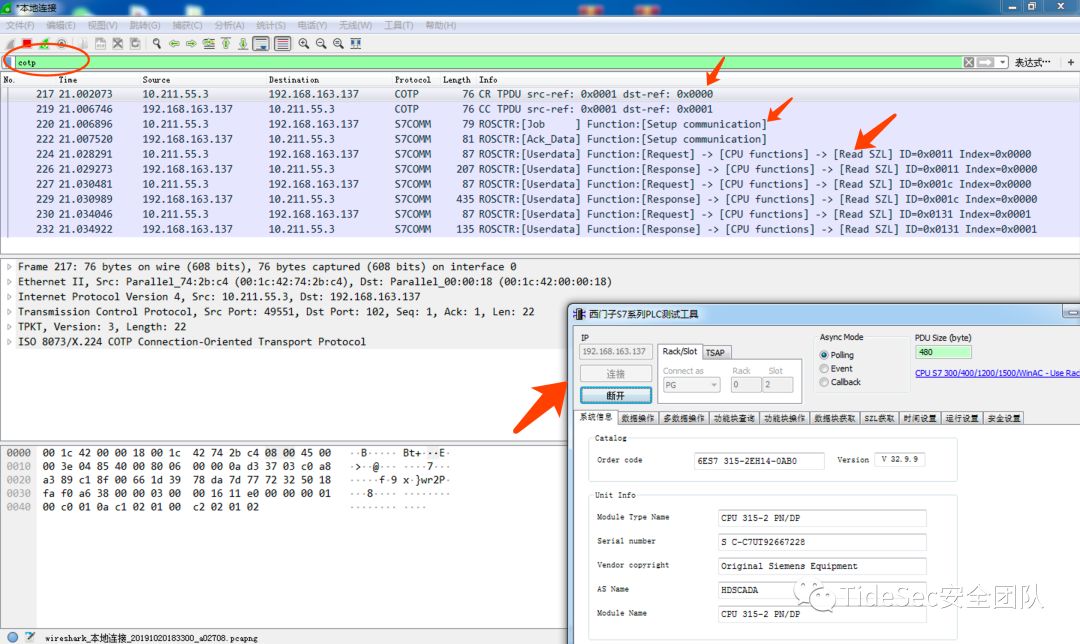 *本地连接
文件(F) 编辑(E) 视图(V) 跳转(G) 捕获(C) 分析(A) 统计(S) 电话(Y) 无线(W) 工具(T) 帮助(H)
cotp 表达式…
No. Time Source Destination Protocol Length Info
217 21.002073 10.211.55.3 192.168.163.137 COTP 76 CR TPDU src-ref: 0x0001 dst-ref: 0x0000
219 21.006746 192.168.163.137 10.211.55.3 COTP 76 CC TPDU src-ref: 0x0001 dst-ref: 0x0001
220 21.006896 10.211.55.3 192.168.163.137 S7COMM 79 ROSCTR:[Job ] Function:[Setup communication]
222 21.007520 192.168.163.137 10.211.55.3 S7COMM 81 ROSCTR:[Ack_Data] Function:[Setup communication]
224 21.028291 10.211.55.3 192.168.163.137 S7COMM 87 ROSCTR:[Userdata] Function:[Request] -> [CPU functions] -> [Read SZL] ID=0x0011 Index=0x0000
226 21.029273 192.168.163.137 10.211.55.3 S7COMM 207 ROSCTR:[Userdata] Function:[Response] -> [CPU functions] -> [Read SZL] ID=0x0011 Index=0x0000
227 21.030481 10.211.55.3 192.168.163.137 S7COMM 87 ROSCTR:[Userdata] Function:[Request] -> [CPU functions] -> [Read SZL] ID=0x001c Index=0x0000
229 21.030989 192.168.163.137 10.211.55.3 S7COMM 435 ROSCTR:[Userdata] Function:[Response] -> [CPU functions] -> [Read SZL] ID=0x001c Index=0x0000
230 21.034046 10.211.55.3 192.168.163.137 S7COMM 87 ROSCTR:[Userdata] Function:[Request] -> [CPU functions] -> [Read SZL] ID=0x0131 Index=0x0001
232 21.034922 192.168.163.137 10.211.55.3 S7COMM 135 ROSCTR:[Userdata] Function:[Response] -> [CPU functions] -> [Read SZL] ID=0x0131 Index=0x0001
Frame 217: 76 bytes on wire (608 bits), 76 bytes captured (608 bits) on interface 0
Ethernet II, Src: Parallel_74:2b:c4 (00:1c:42:74:2b:c4), Dst: Parallel_00:00:18 (00:1c:42:00:00:18)
Internet Protocol Version 4, Src: 10.211.55.3, Dst: 192.168.163.137
Transmission Control Protocol, Src Port: 49551, Dst Port: 102, Seq: 1, Ack: 1, Len: 22
TPKT, Version: 3, Length: 22
ISO 8073/X.224 COTP Connection-Oriented Transport Protocol
0000 00 1c 42 00 00 18 00 1c 42 74 2b c4 08 00 45 00 ··B····· Bt+···E·
0010 00 3e 04 85 40 00 80 06 00 00 0a d3 37 03 c0 a8 ·>··@··· ····7···
0020 a3 89 c1 8f 00 66 1d 39 78 da 7d 77 72 32 50 18 ·····f·9 x·}wr2P·
0030 fa f0 a6 38 00 00 03 00 00 16 11 e0 00 00 00 01 ···8···· ········
0040 00 c0 01 0a c1 02 01 00 c2 02 01 02 ········ ····
wireshark_本地连接_20191020183300_a02708.pcapng
西门子S7系列PLC测试工具
IP
192.168.163.137
连接
断开
Rack/Slot TSAP
Connect as Rack Slot
PG 0 2
Async Mode
Polling
Event
Callback
PDU Size (byte)
480
CPU S7 300/400/1200/1500/WinAC - Use Rac
系统信息 数据操作 多数据操作 功能块查询 功能块操作 数据块获取 SZL获取 时间设置 运行设置 安全设置
Catalog
Order code 6ES7 315-2EH14-0AB0 Version V 32.9.9
Unit Info
Module Type Name CPU 315-2 PN/DP
Serial number S C-C7UT92667228
Vendor copyright Original Siemens Equipment
AS Name HDSCADA
Module Name CPU 315-2 PN/DP
TideSec安全团队